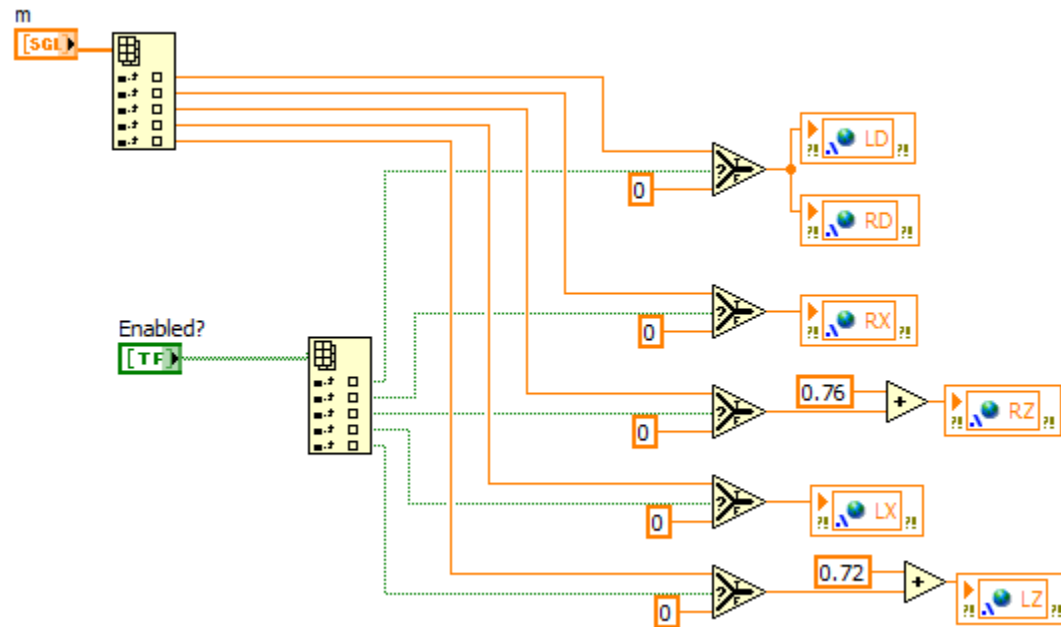 m
[SGL]
LD
0
RD
RX
0
Enabled?
[TF]
0.76
+
RZ
0
LX
0
0.72
+
LZ
0